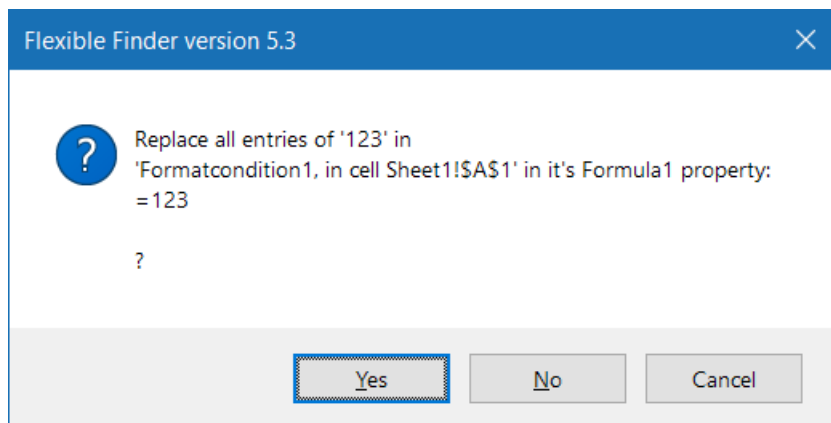 Flexible Finder version 5.3
Replace all entries of '123' in
'Formatcondition1, in cell Sheet1!$A$1' in it's Formula1 property:
=123
?
Yes
No
Cancel